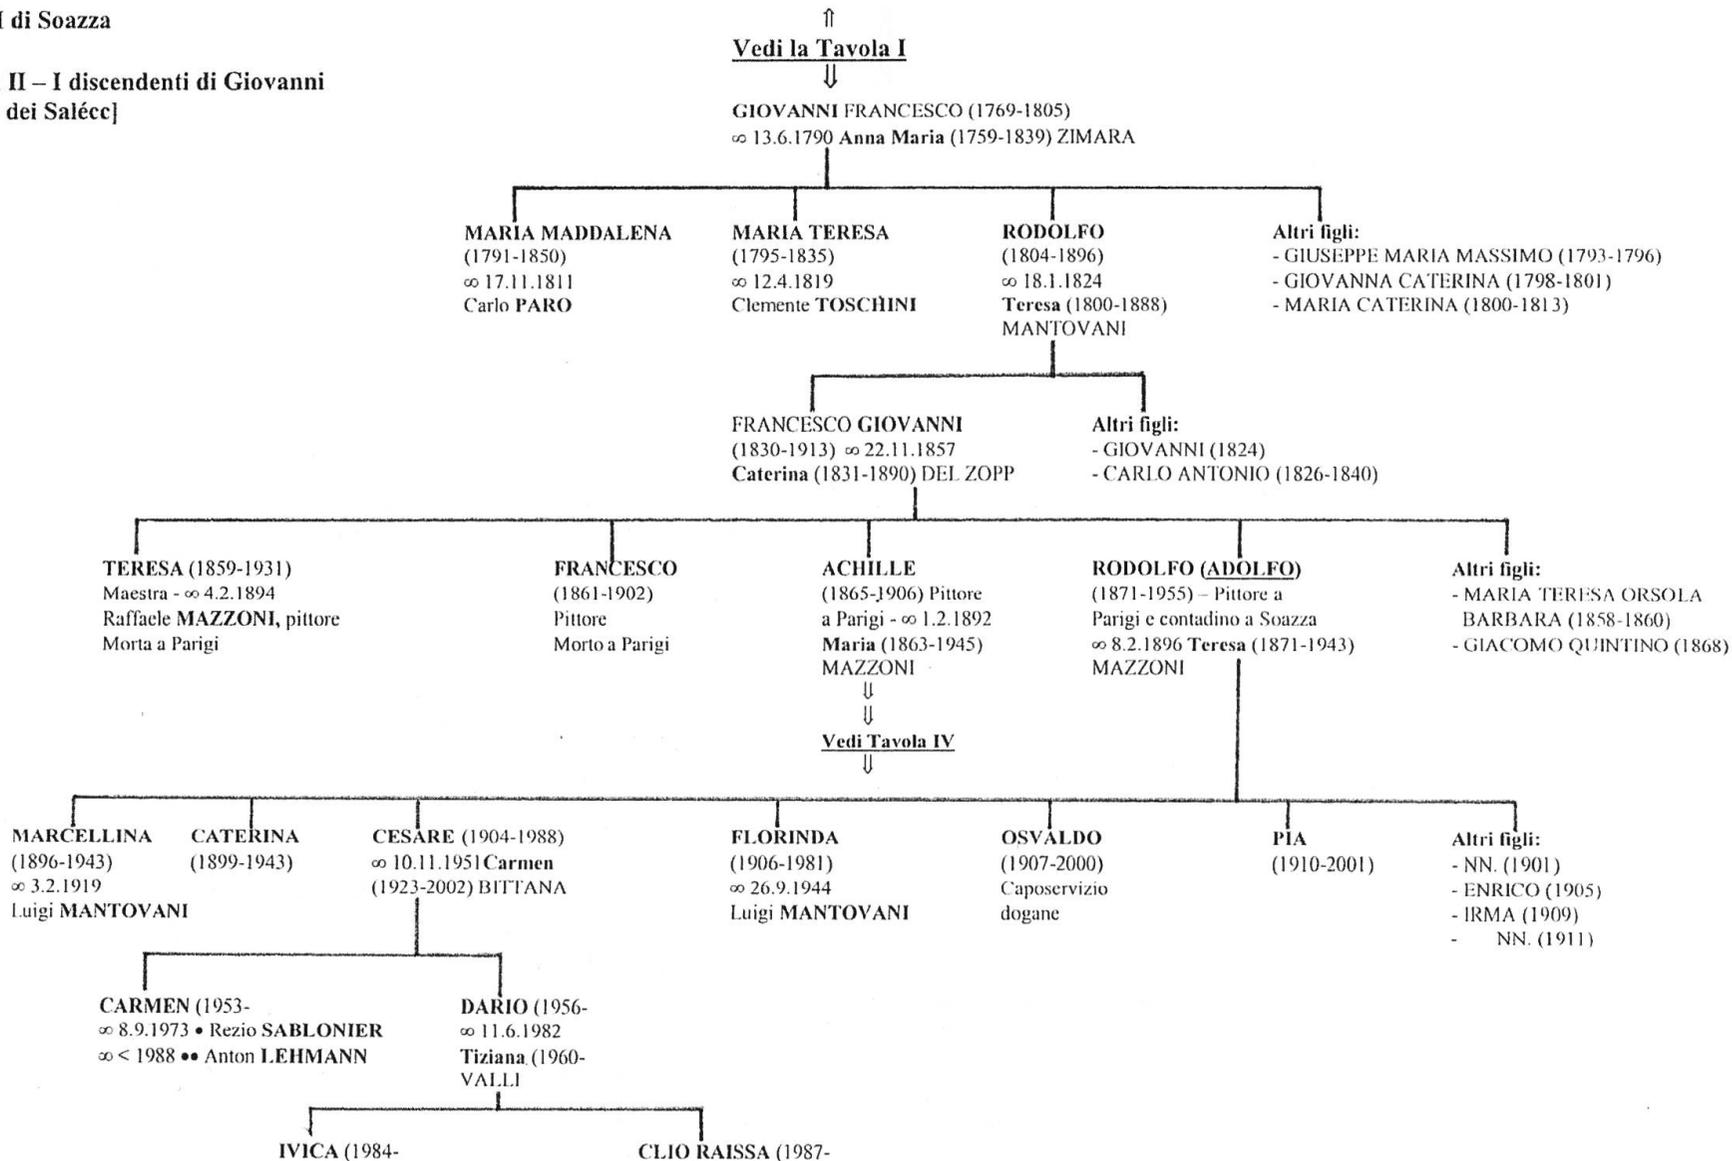 I di Soazza
II – I discendenti di Giovanni
dei Salécc]
⇑
Vedi la Tavola I
⇓
GIOVANNI FRANCESCO (1769-1805)
∞ 13.6.1790 Anna Maria (1759-1839) ZIMARA
MARIA MADDALENA
(1791-1850)
∞ 17.11.1811
Carlo PARO
MARIA TERESA
(1795-1835)
∞ 12.4.1819
Clemente TOSCHINI
RODOLFO
(1804-1896)
∞ 18.1.1824
Teresa (1800-1888)
MANTOVANI
Altri figli:
- GIUSEPPE MARIA MASSIMO (1793-1796)
- GIOVANNA CATERINA (1798-1801)
- MARIA CATERINA (1800-1813)
FRANCESCO GIOVANNI
(1830-1913) ∞ 22.11.1857
Caterina (1831-1890) DEL ZOPP
Altri figli:
- GIOVANNI (1824)
- CARLO ANTONIO (1826-1840)
TERESA (1859-1931)
Maestra - ∞ 4.2.1894
Raffaele MAZZONI, pittore
Morta a Parigi
FRANCESCO
(1861-1902)
Pittore
Morto a Parigi
ACHILLE
(1865-1906) Pittore
a Parigi - ∞ 1.2.1892
Maria (1863-1945)
MAZZONI
⇓
⇓
Vedi Tavola IV
⇓
RODOLFO (ADOLFO)
(1871-1955) – Pittore a
Parigi e contadino a Soazza
∞ 8.2.1896 Teresa (1871-1943)
MAZZONI
Altri figli:
- MARIA TERESA ORSOLA
BARBARA (1858-1860)
- GIACOMO QUINTINO (1868)
MARCELLINA
(1896-1943)
∞ 3.2.1919
Luigi MANTOVANI
CATERINA
(1899-1943)
CESARE (1904-1988)
∞ 10.11.1951 Carmen
(1923-2002) BITTANA
FLORINDA
(1906-1981)
∞ 26.9.1944
Luigi MANTOVANI
OSVALDO
(1907-2000)
Caposervizio
dogane
PIA
(1910-2001)
Altri figli:
- NN. (1901)
- ENRICO (1905)
- IRMA (1909)
- NN. (1911)
CARMEN (1953-
∞ 8.9.1973 • Rezio SABLONIER
∞ < 1988 •• Anton LEHMANN
DARIO (1956-
∞ 11.6.1982
Tiziana (1960-
VALLI
IVICA (1984-
CLIO RAISSA (1987-